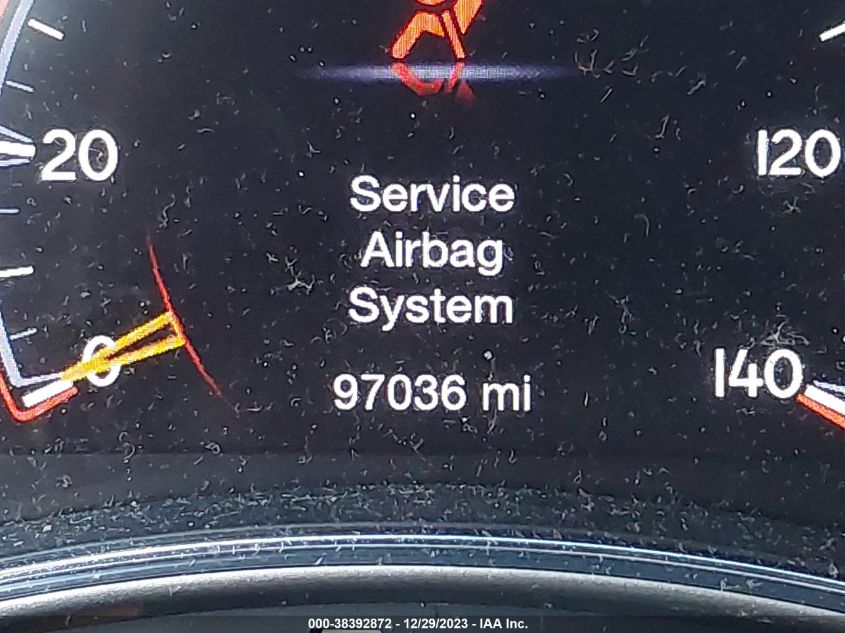 20
120
Service
Airbag
System
0
140
97036 mi
000-38392872 - 12/29/2023 - IAA Inc.